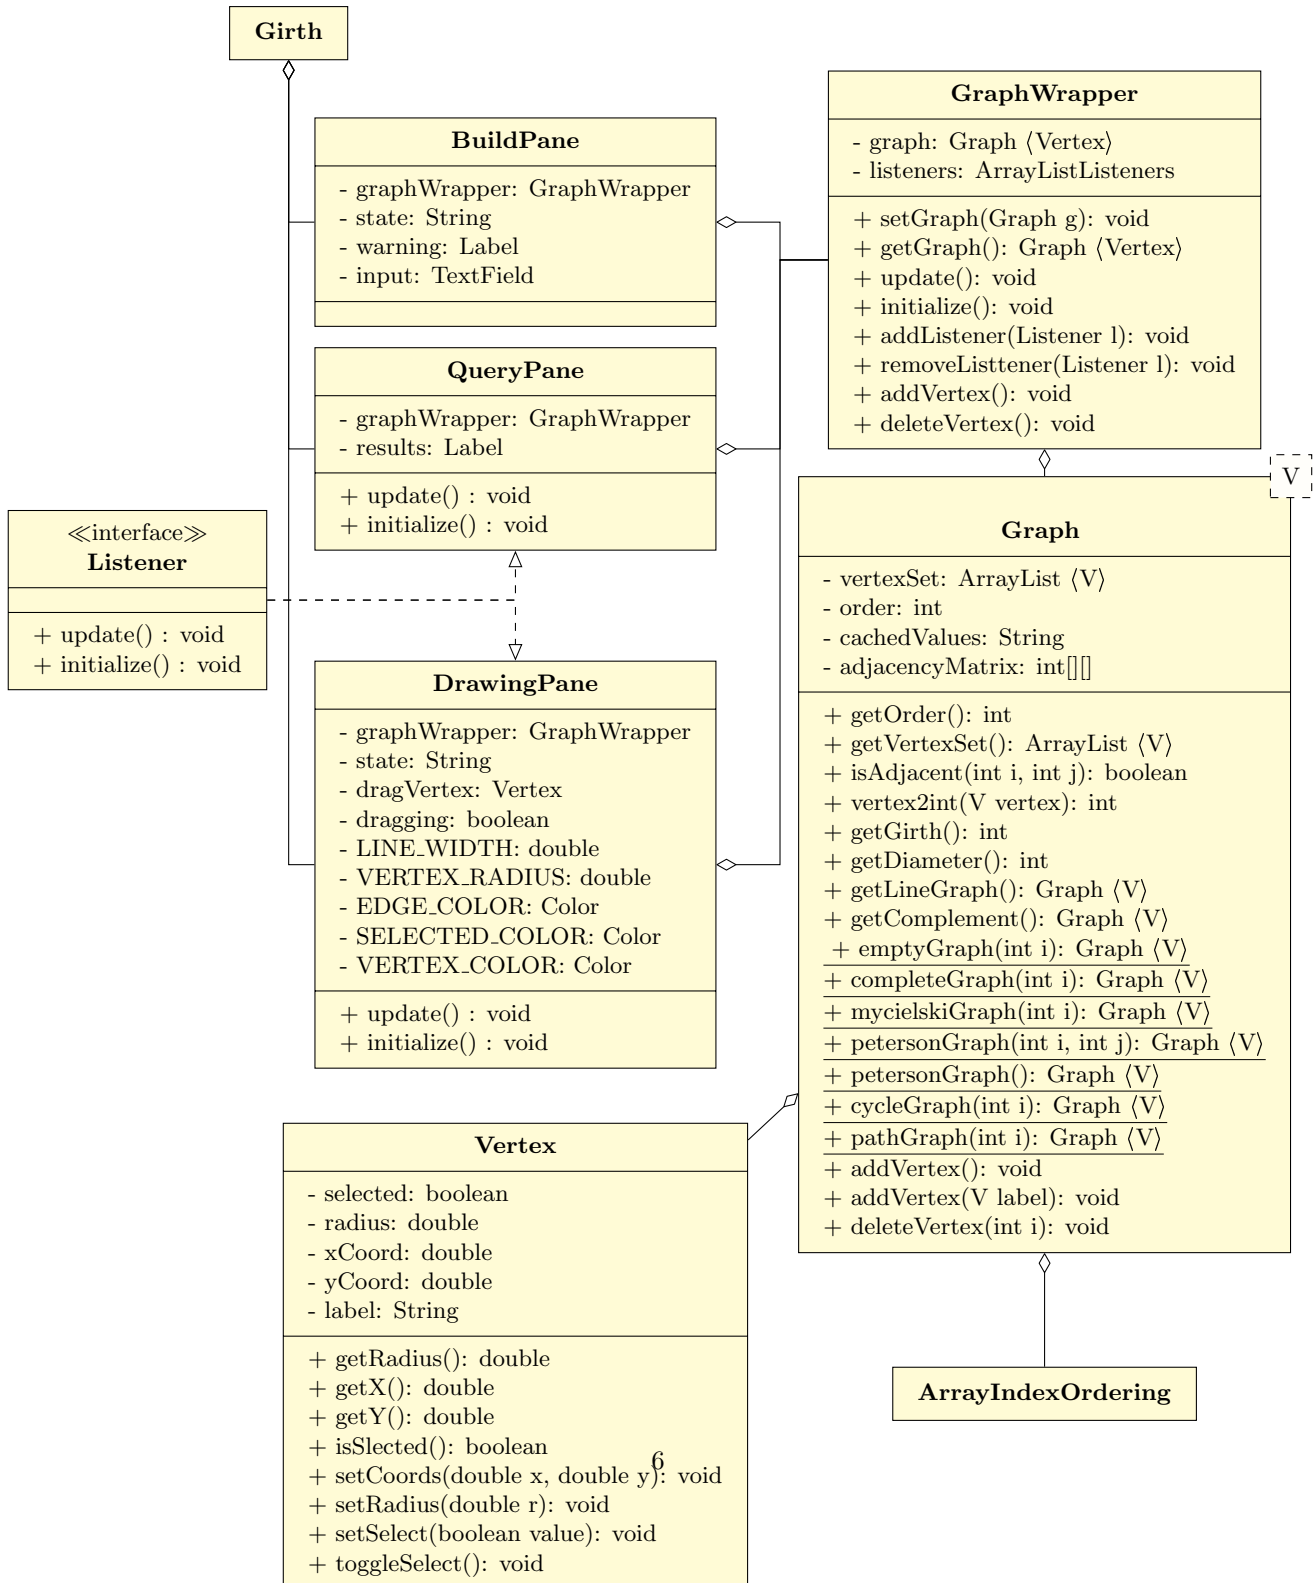 Girth
BuildPane
- graphWrapper: GraphWrapper
- state: String
- warning: Label
- input: TextField
QueryPane
- graphWrapper: GraphWrapper
- results: Label
+ update() : void
+ initialize() : void
≪interface≫
Listener
+ update() : void
+ initialize() : void
DrawingPane
- graphWrapper: GraphWrapper
- state: String
- dragVertex: Vertex
- dragging: boolean
- LINE_WIDTH: double
- VERTEX_RADIUS: double
- EDGE_COLOR: Color
- SELECTED_COLOR: Color
- VERTEX_COLOR: Color
+ update() : void
+ initialize() : void
GraphWrapper
- graph: Graph ⟨Vertex⟩
- listeners: ArrayListListeners
+ setGraph(Graph g): void
+ getGraph(): Graph ⟨Vertex⟩
+ update(): void
+ initialize(): void
+ addListener(Listener l): void
+ removeListtener(Listener l): void
+ addVertex(): void
+ deleteVertex(): void
V
Graph
- vertexSet: ArrayList ⟨V⟩
- order: int
- cachedValues: String
- adjacencyMatrix: int[][]
+ getOrder(): int
+ getVertexSet(): ArrayList ⟨V⟩
+ isAdjacent(int i, int j): boolean
+ vertex2int(V vertex): int
+ getGirth(): int
+ getDiameter(): int
+ getLineGraph(): Graph ⟨V⟩
+ getComplement(): Graph ⟨V⟩
+ emptyGraph(int i): Graph ⟨V⟩
+ completeGraph(int i): Graph ⟨V⟩
+ mycielskiGraph(int i): Graph ⟨V⟩
+ petersonGraph(int i, int j): Graph ⟨V⟩
+ petersonGraph(): Graph ⟨V⟩
+ cycleGraph(int i): Graph ⟨V⟩
+ pathGraph(int i): Graph ⟨V⟩
+ addVertex(): void
+ addVertex(V label): void
+ deleteVertex(int i): void
Vertex
- selected: boolean
- radius: double
- xCoord: double
- yCoord: double
- label: String
+ getRadius(): double
+ getX(): double
+ getY(): double
+ isSlected(): boolean
+ setCoords(double x, double y): void
+ setRadius(double r): void
+ setSelect(boolean value): void
+ toggleSelect(): void
ArrayIndexOrdering
6